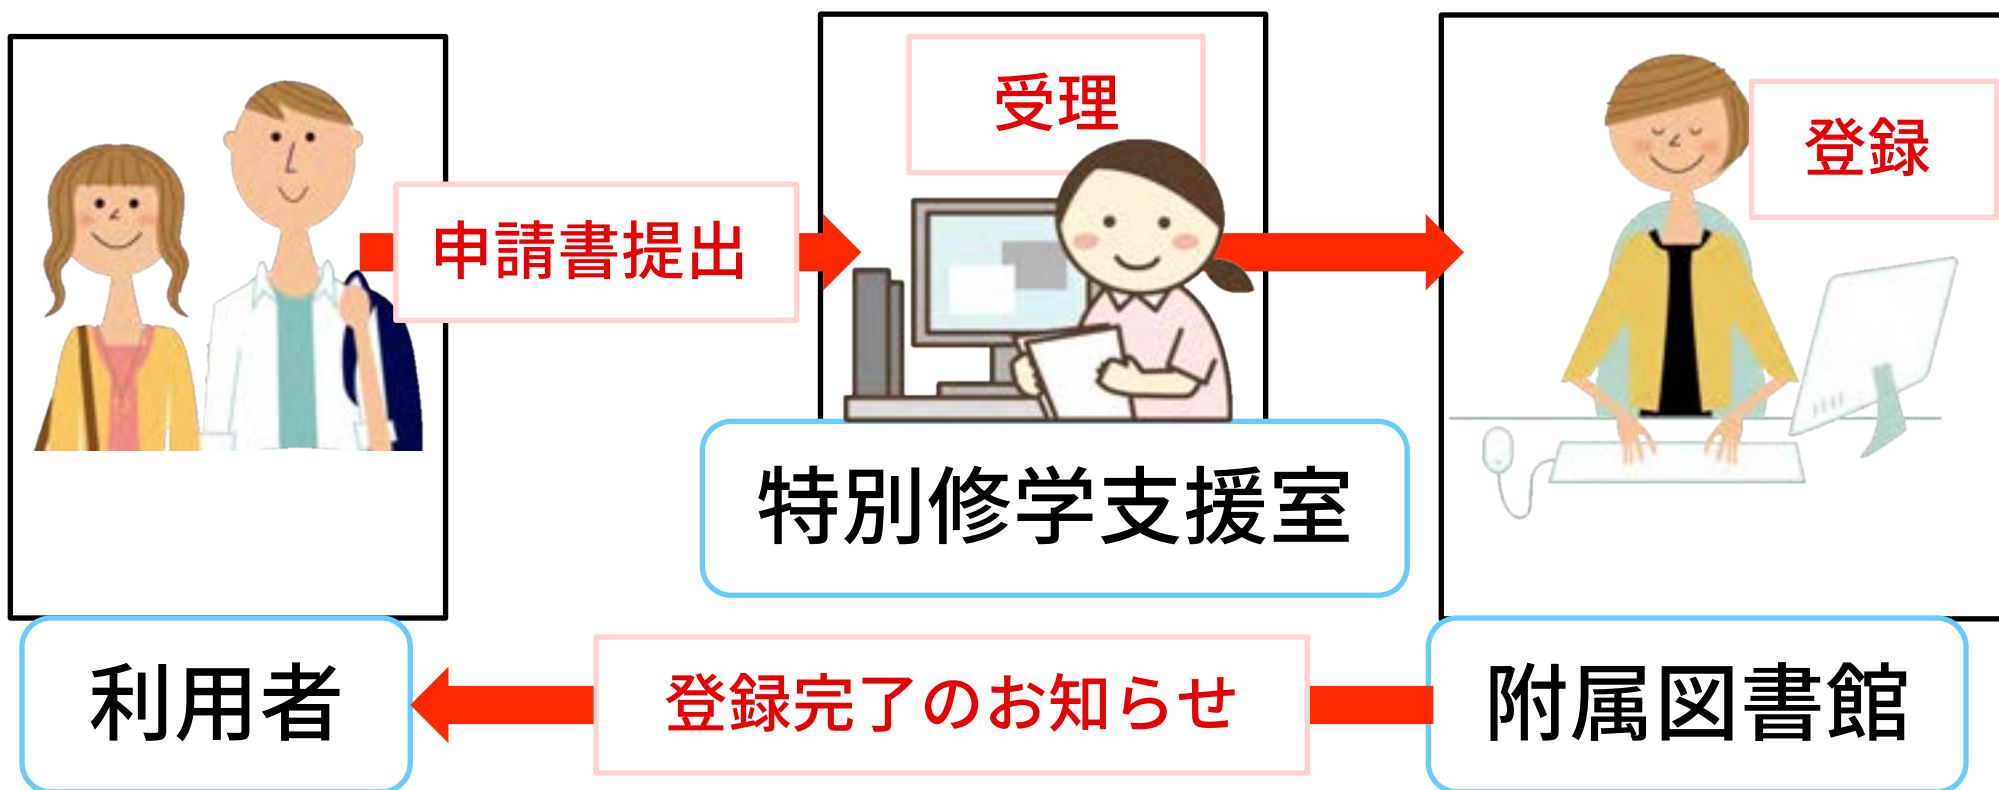 受理
登録
申請書提出
特別修学支援室
利用者
登録完了のお知らせ
附属図書館